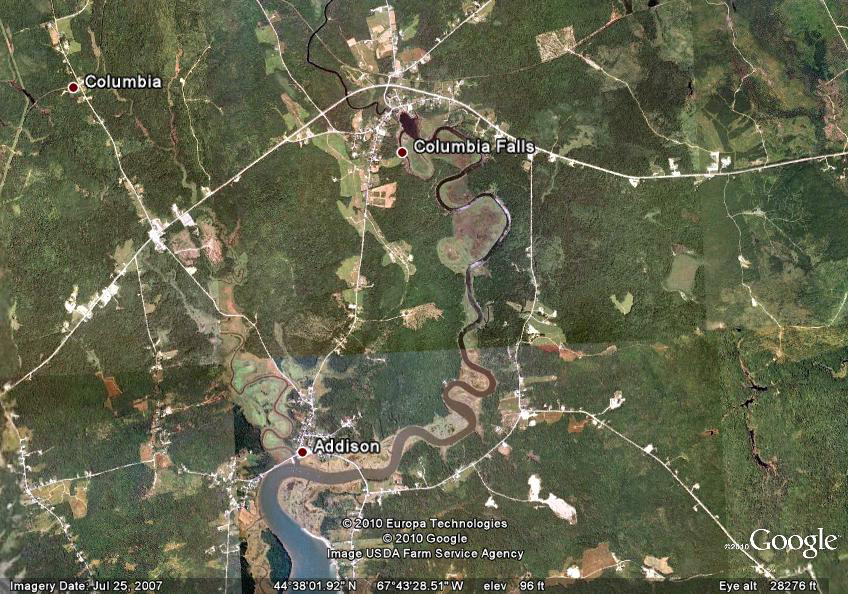 Columbia
Columbia Falls
Addison
© 2010 Europa Technologies
© 2010 Google
Image USDA Farm Service Agency
©2010 Google
Imagery Date: Jul 25, 2007 44°38'01.92" N 67°43'28.51" W elev 96 ft Eye alt 28276 ft